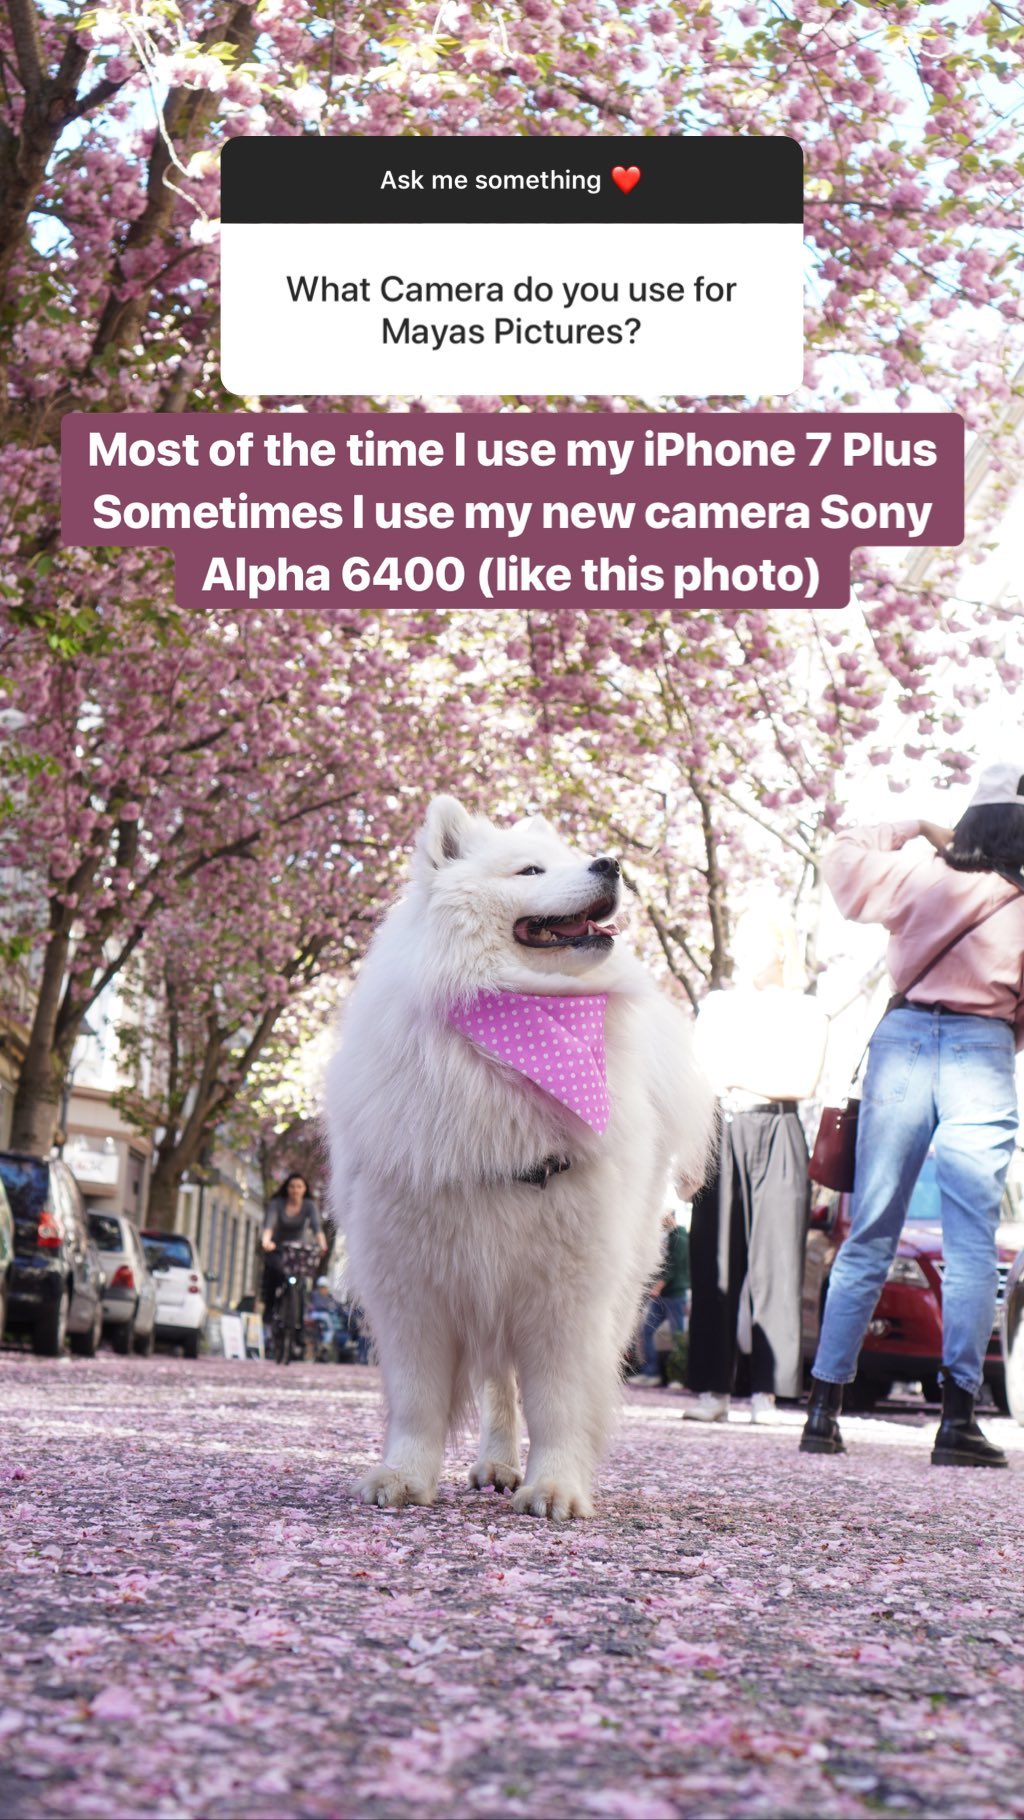 Ask me something ❤️
What Camera do you use for
Mayas Pictures?
Most of the time I use my iPhone 7 Plus
Sometimes I use my new camera Sony
Alpha 6400 (like this photo)